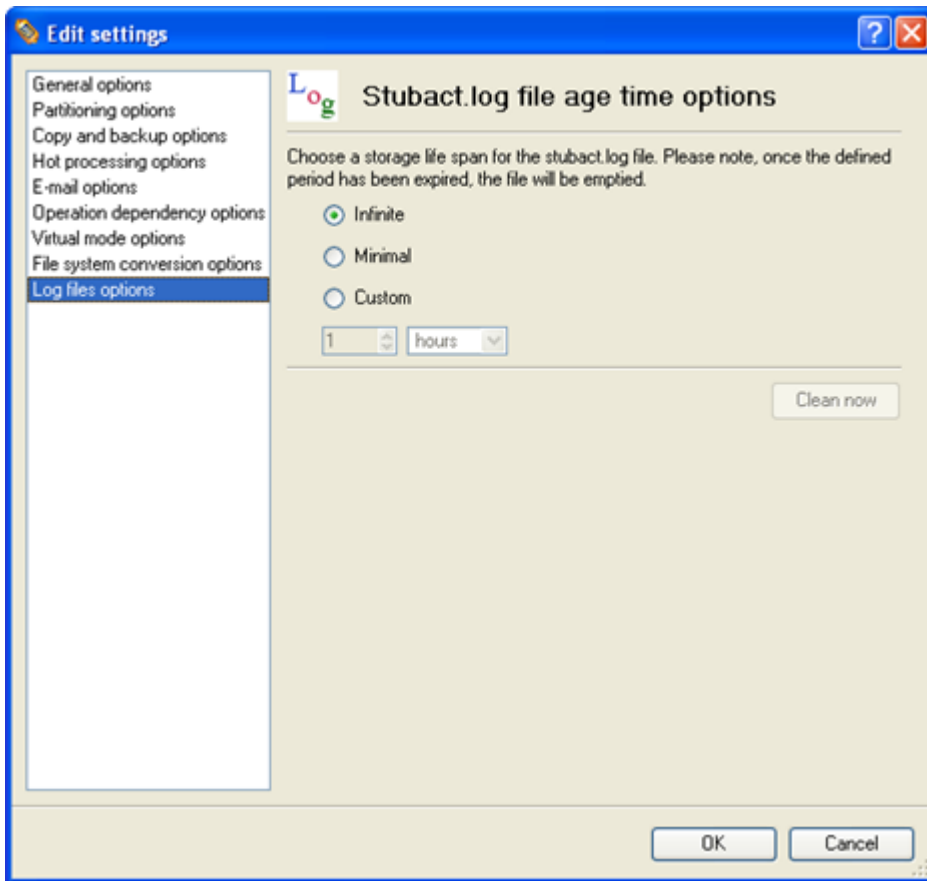 Edit settings
General options
Partitioning options
Copy and backup options
Hot processing options
E-mail options
Operation dependency options
Virtual mode options
File system conversion options
Log files options
Log
Stubact.log file age time options
Choose a storage life span for the stubact.log file. Please note, once the defined
period has been expired, the file will be emptied.
Infinite
Minimal
Custom
1 hours
Clean now
OK Cancel